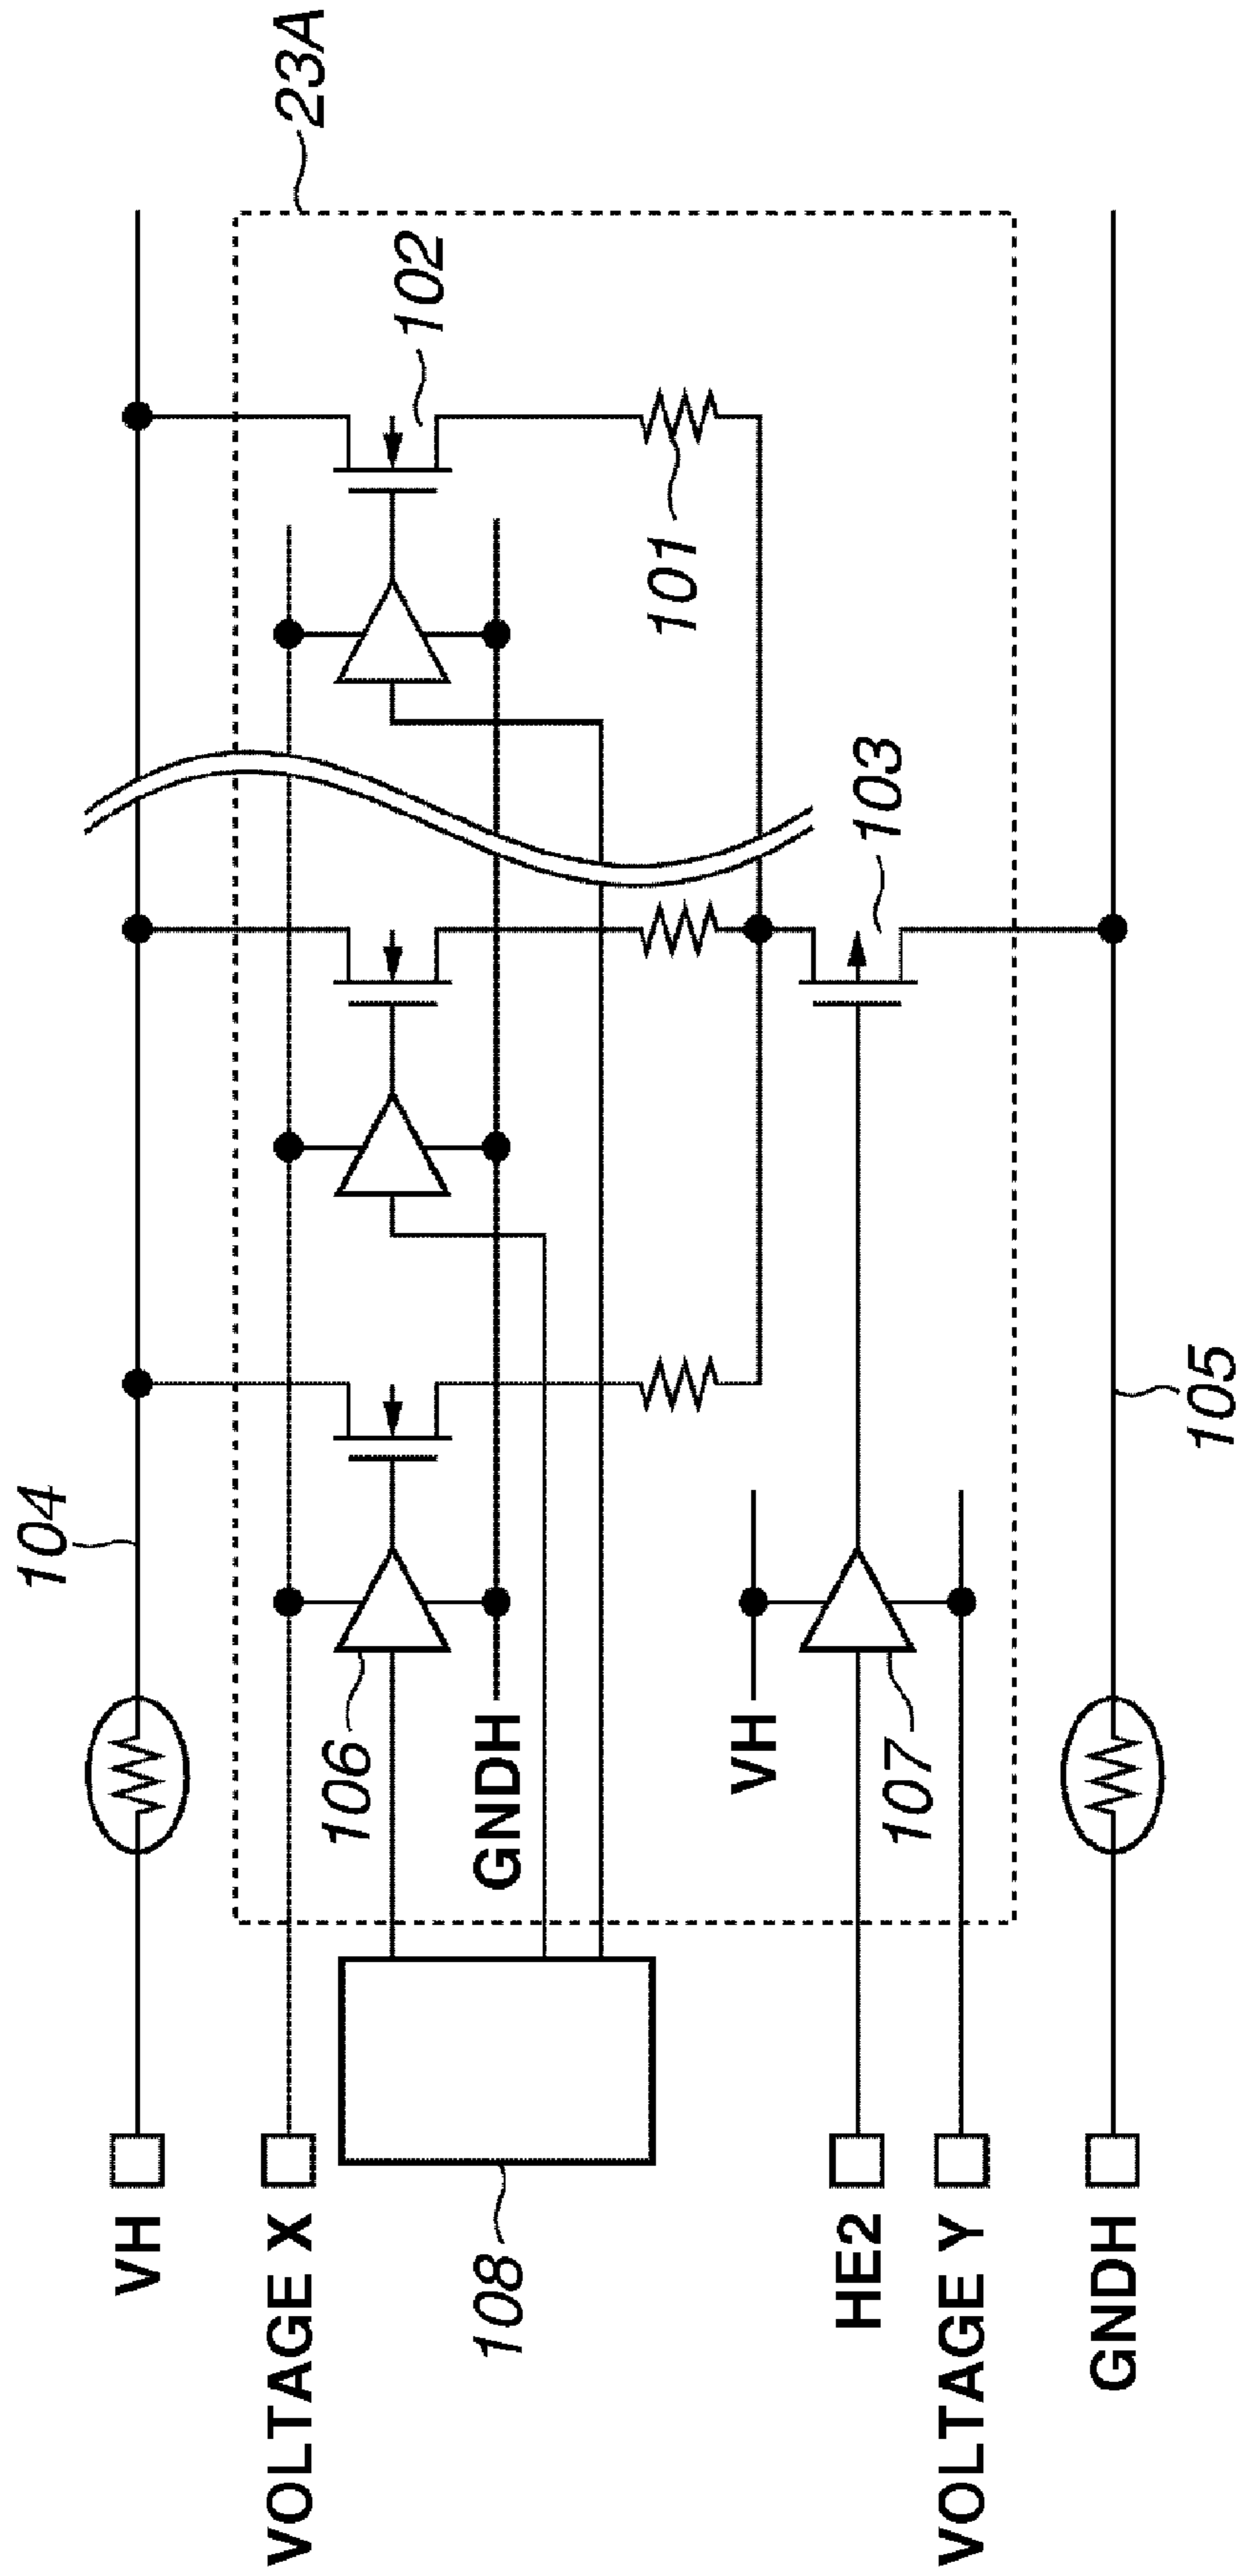 23A
104
102
VH
VOLTAGE X
106
101
GNDH
108
103
VH
HE2
107
VOLTAGE Y
105
GNDH